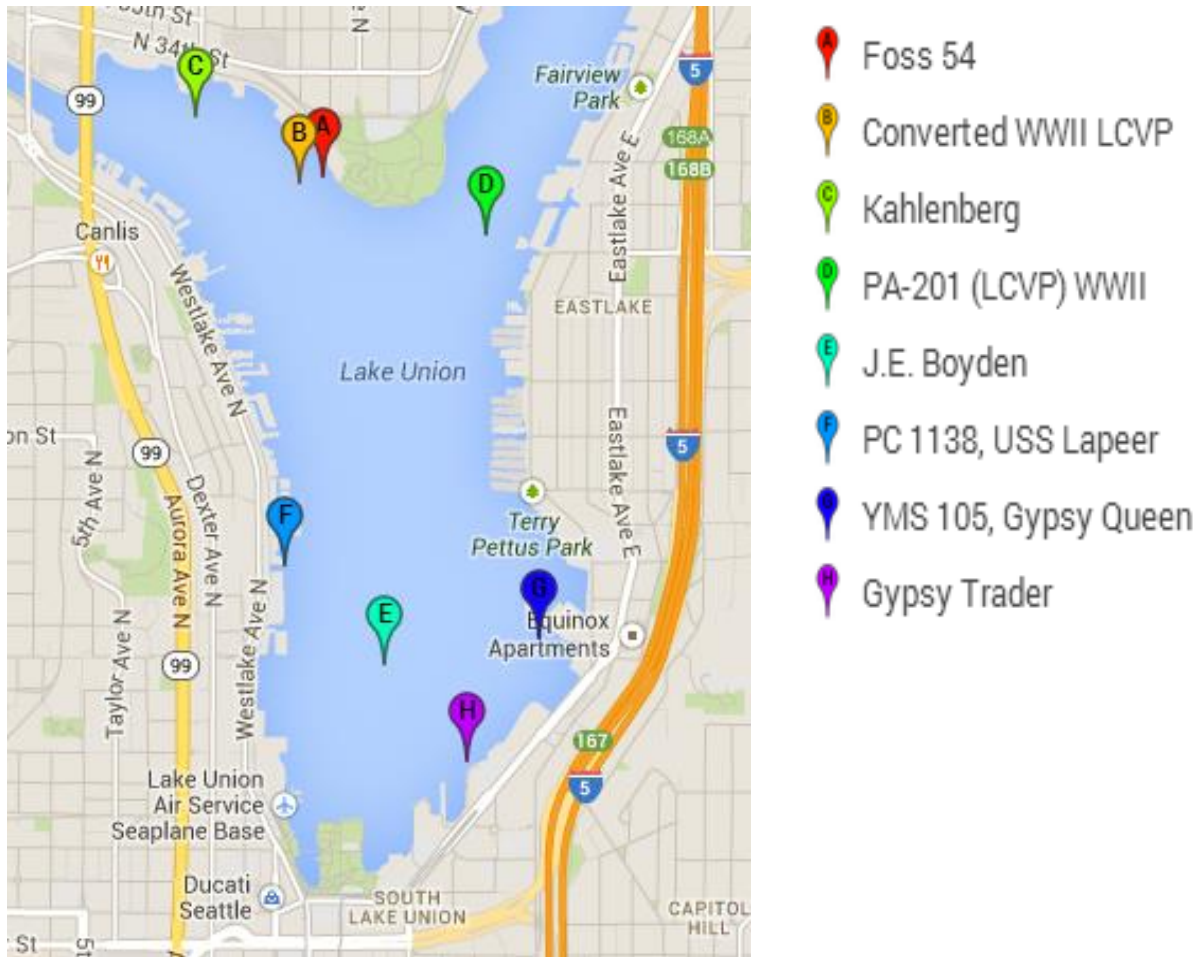 35th St
N 34th St
N
C
99
B
A
Fairview
Park
5
168A
168B
D
Eastlake Ave E
Canlis
Westlake Ave N
EASTLAKE
Lake Union
on St
99
5th Ave N
Aurora Ave N
Dexter Ave N
Eastlake Ave E
5
F
Terry
Pettus Park
G
Equinox
Apartments
E
Taylor Ave N
99
Westlake Ave N
H
167
5
Lake Union
Air Service
Seaplane Base
Ducati
Seattle
SOUTH
LAKE UNION
CAPITOL
HILL
St
5t
A Foss 54
B Converted WWII LCVP
C Kahlenberg
D PA-201 (LCVP) WWII
E J.E. Boyden
F PC 1138, USS Lapeer
G YMS 105, Gypsy Queen
H Gypsy Trader